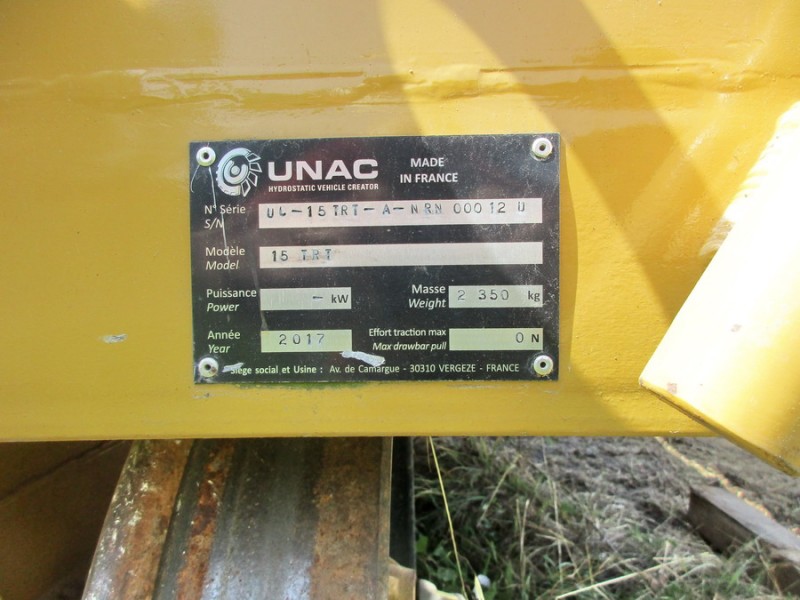 UNAC
HYDROSTATIC VEHICLE CREATOR
MADE
IN FRANCE
N° Série
S/N
-15TRT-A-NRN 00012
Modèle
Model
15 TRT
Puissance
Power
- kW
Masse
Weight
2 350 kg
Année
Year
2017
Effort traction max
Max drawbar pull
0 N
Siège social et Usine : Av. de Camargue - 30310 VERGEZE - FRANCE